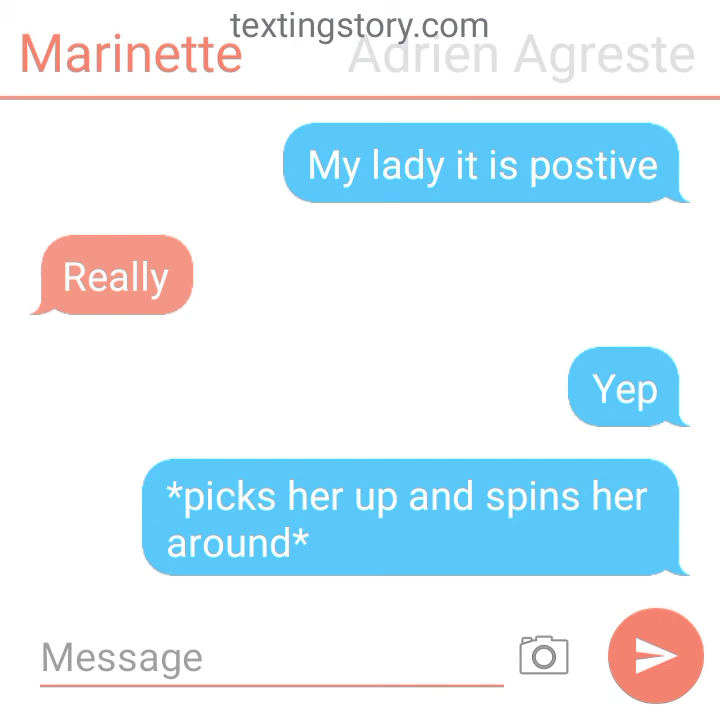 textingstory.com
Marinette Adrien Agreste
My lady it is postive
Really
Yep
*picks her up and spins her
around*
Message